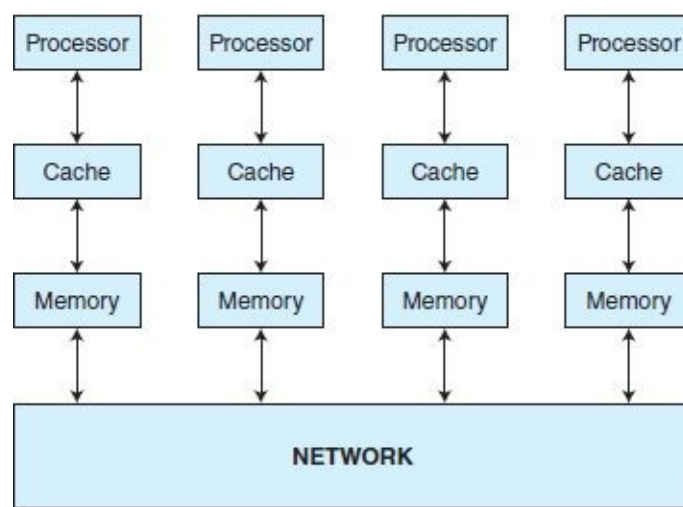 Processor Processor Processor Processor
Cache Cache Cache Cache
Memory Memory Memory Memory
NETWORK